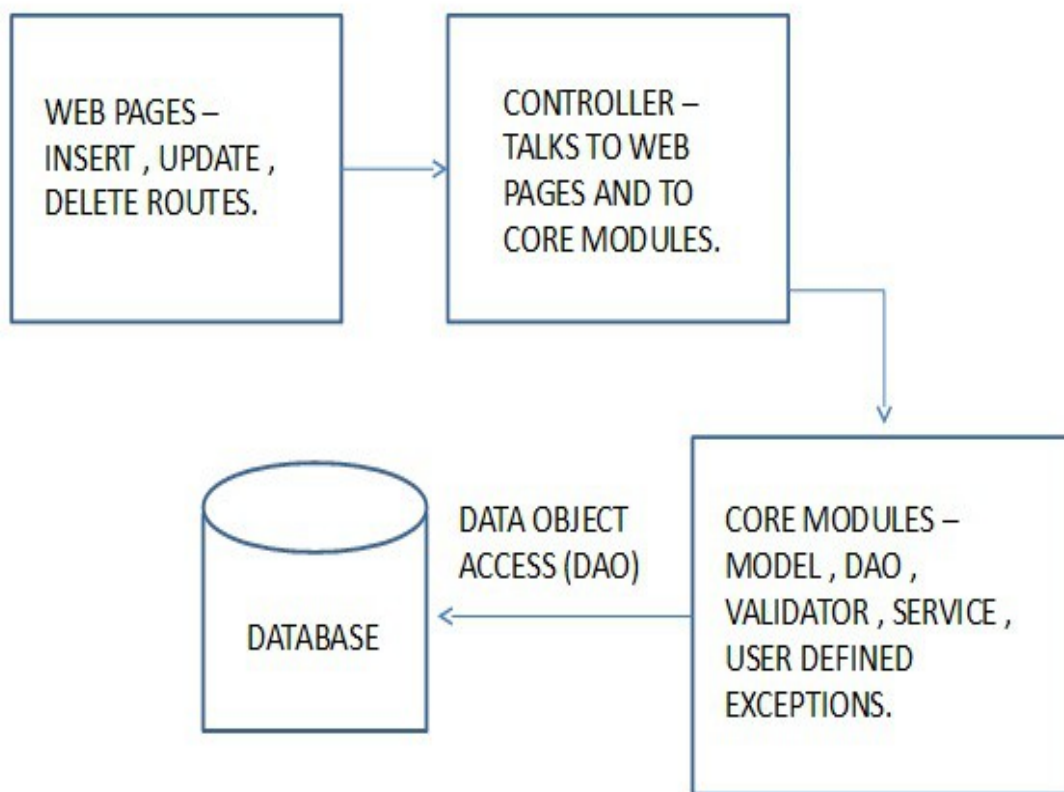 WEB PAGES –
INSERT , UPDATE ,
DELETE ROUTES.
CONTROLLER –
TALKS TO WEB
PAGES AND TO
CORE MODULES.
DATABASE
DATA OBJECT
ACCESS (DAO)
CORE MODULES –
MODEL , DAO ,
VALIDATOR , SERVICE ,
USER DEFINED
EXCEPTIONS.